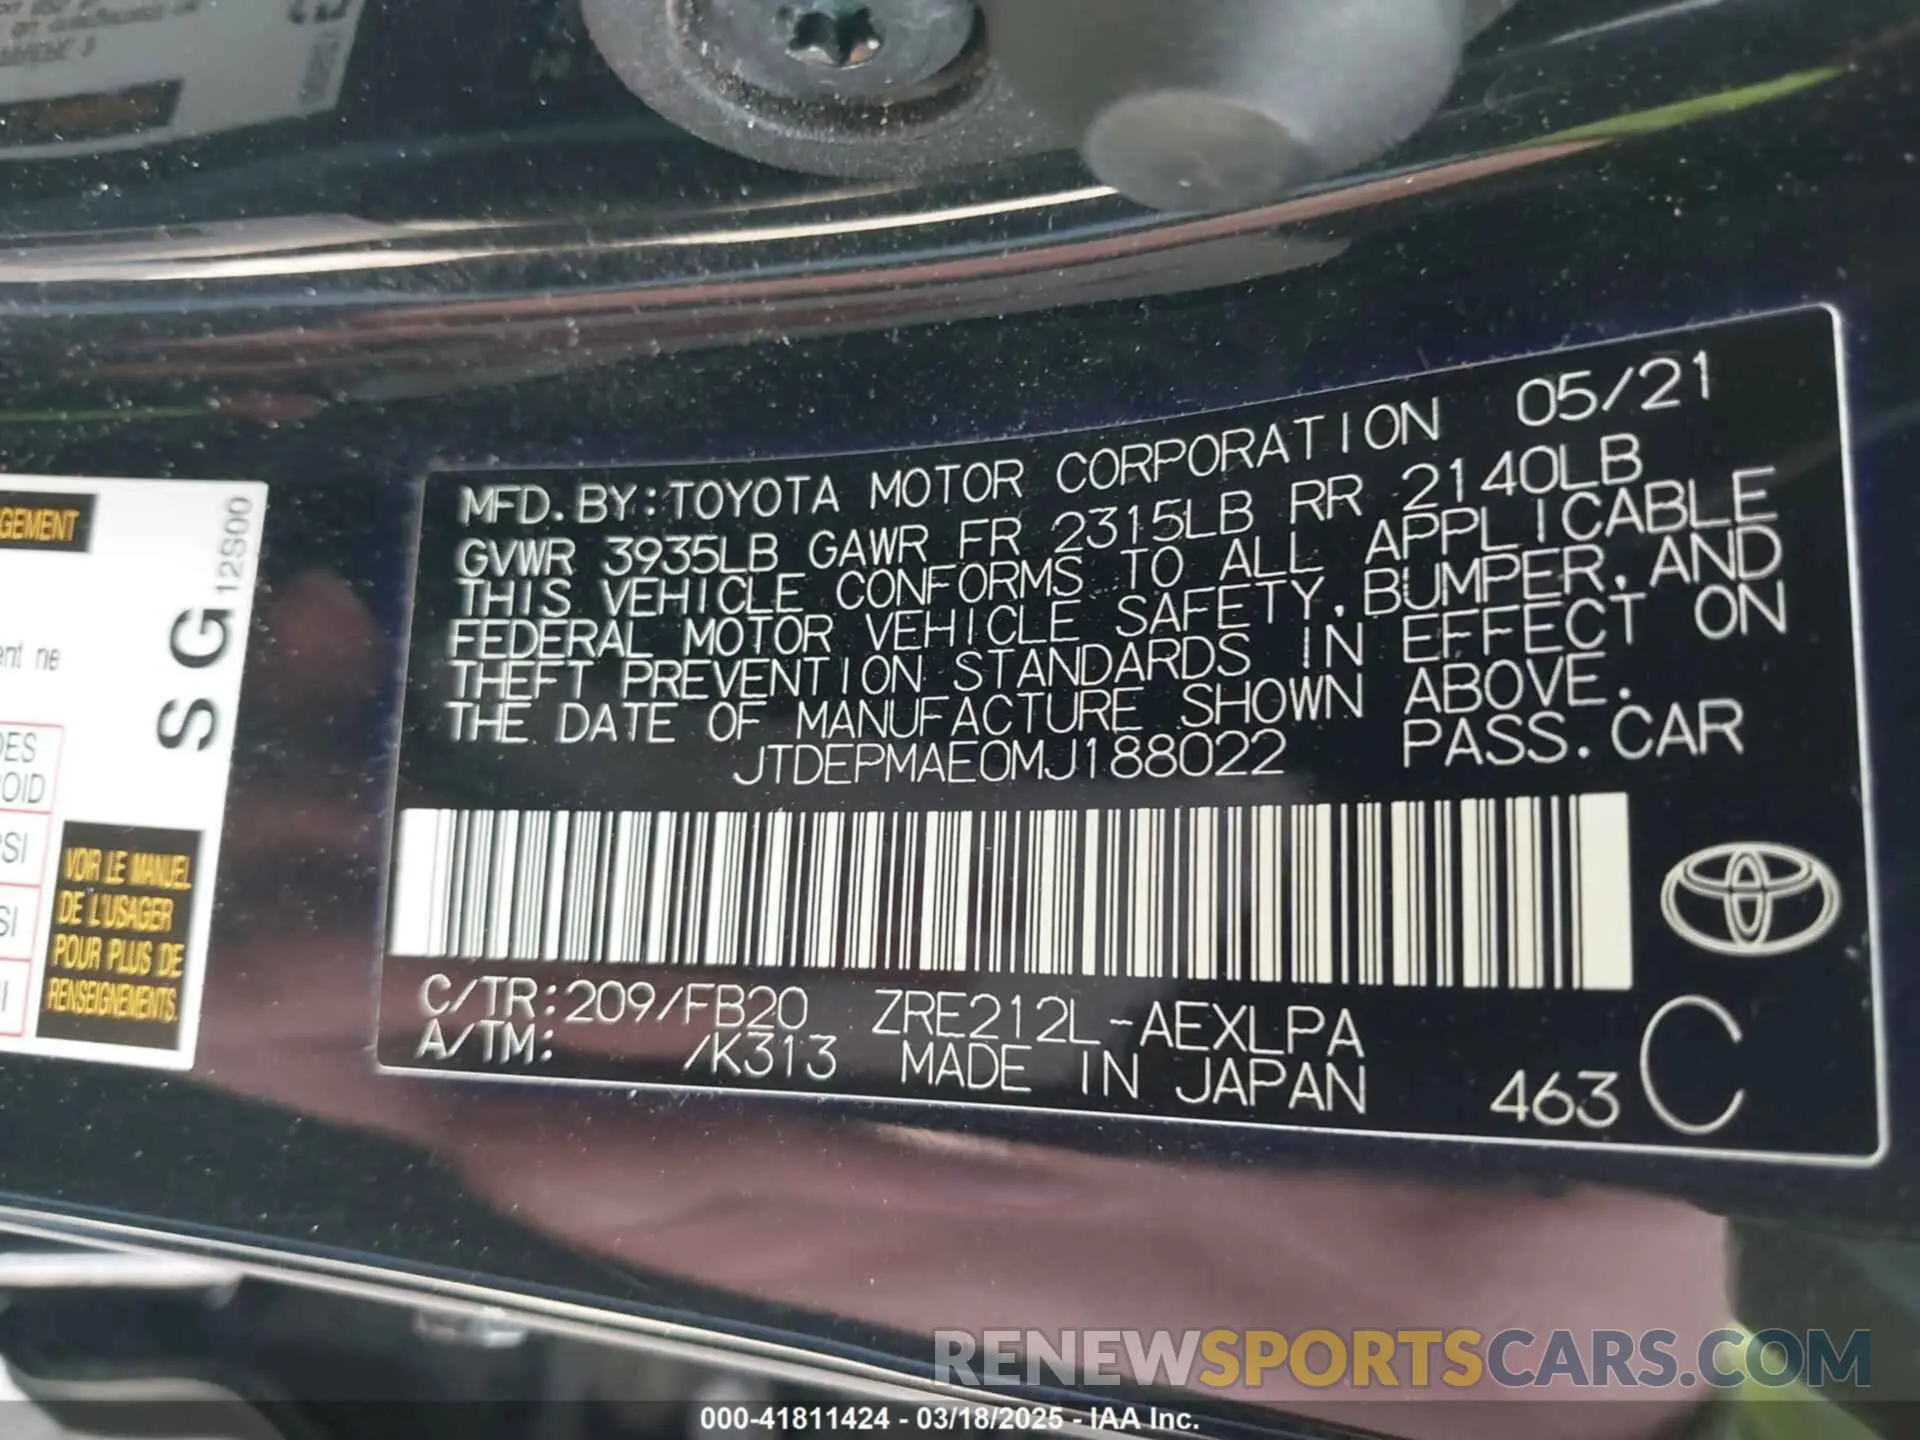 MFD. BY: TOYOTA MOTOR CORPORATION 05/21
GVWR 3935LB GAWR FR 2315LB RR 2140LB
THIS VEHICLE CONFORMS TO ALL APPLICABLE
FEDERAL MOTOR VEHICLE SAFETY, BUMPER, AND
THEFT PREVENTION STANDARDS IN EFFECT ON
THE DATE OF MANUFACTURE SHOWN ABOVE.
JTDEPMAE0MJ188022 PASS. CAR
C/TR: 209/FB20 ZRE212L-AEXLPA
A/TM: /K313 MADE IN JAPAN 463 C
12S00
SG
ne
VOIR LE MANUEL
DE L'USAGER
POUR PLUS DE
RENSEIGNEMENTS.
RENEWSPORTSCARS.COM
000-41811424 - 03/18/2025 - IAA Inc.